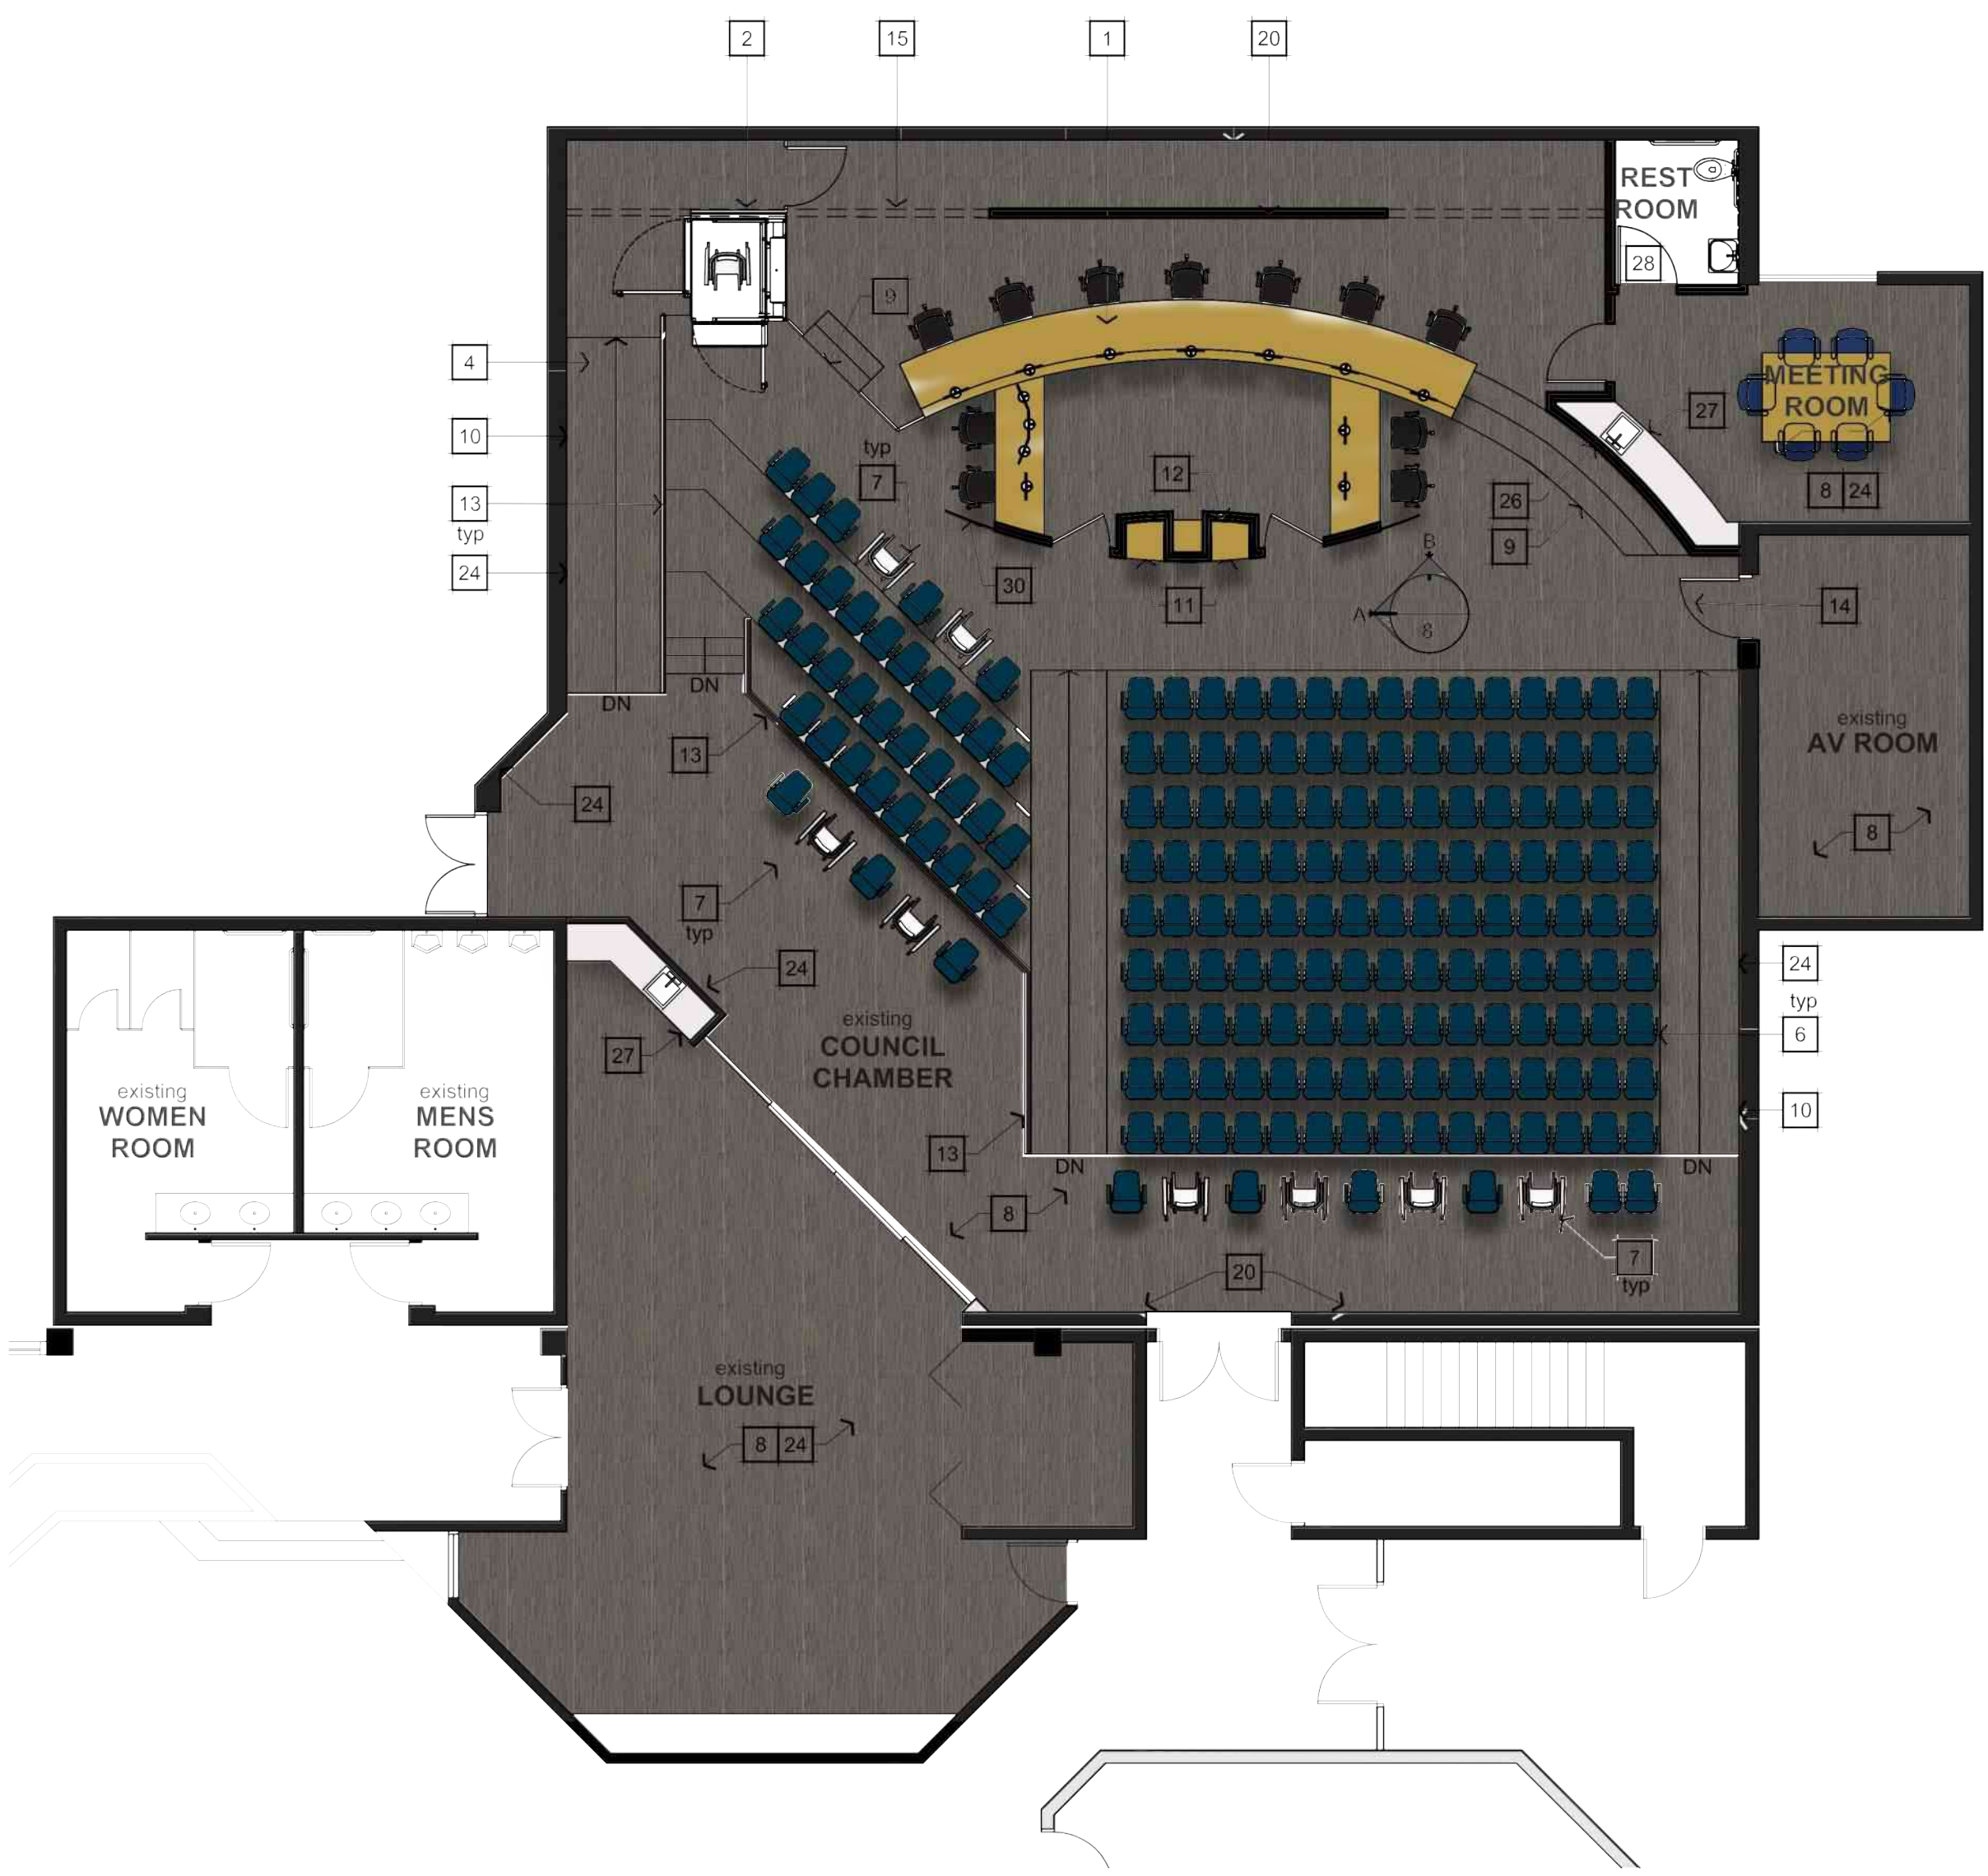 2
15
1
20
REST
ROOM
28
9
4
MEETING
ROOM
27
10
typ
7
12
26
8 24
13
typ
9
B
24
30
11
A
8
14
DN
DN
existing
AV ROOM
13
24
8
7
typ
24
24
typ
6
existing
COUNCIL
CHAMBER
27
existing
WOMEN
ROOM
existing
MENS
ROOM
10
13
DN
DN
8
7
typ
20
existing
LOUNGE
8 24